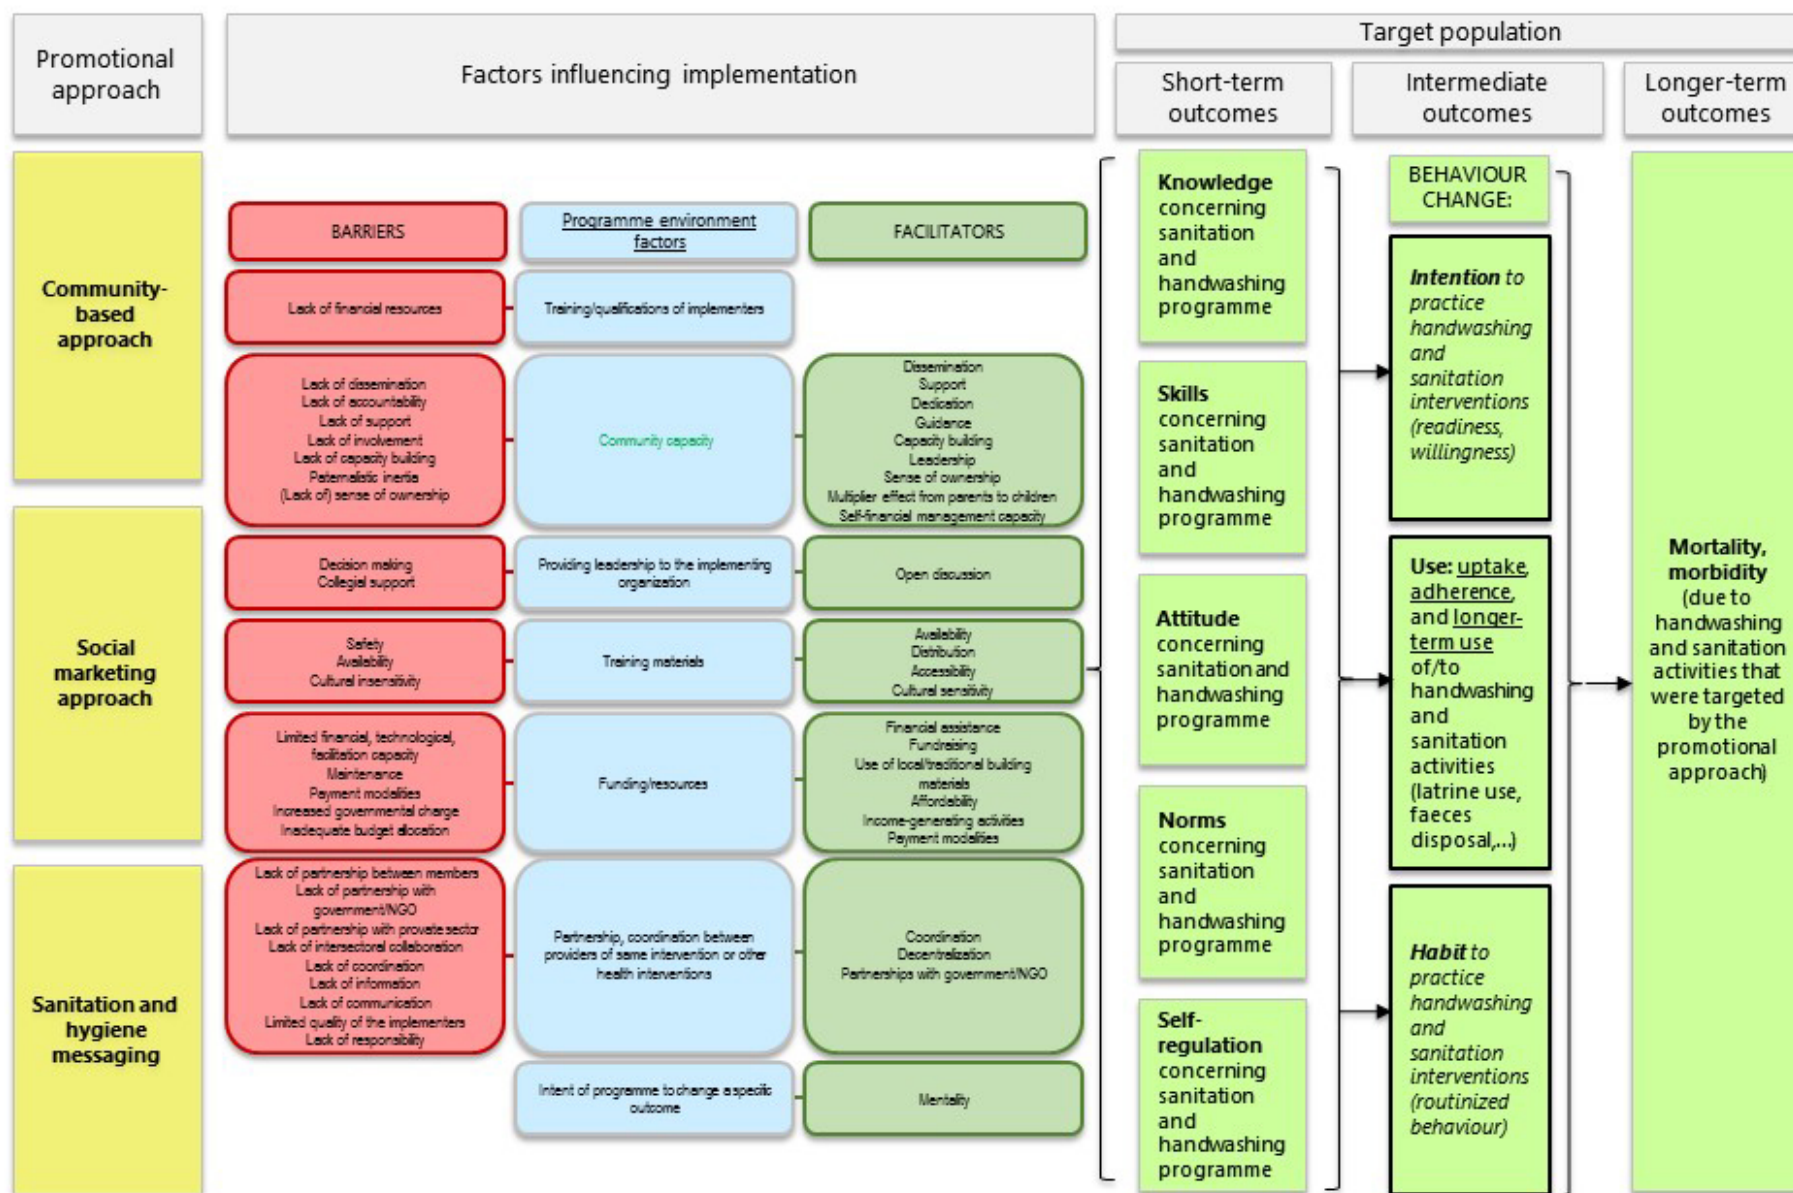 Promotional
approach
Factors influencing implementation
Target population
Short-term
outcomes
Intermediate
outcomes
Longer-term
outcomes
Community-
based
approach
Social
marketing
approach
Sanitation and
hygiene
messaging
BARRIERS
Programme environment
factors
FACILITATORS
Lack of financial resources
Training/qualifications of implementers
Lack of dissemination
Lack of accountability
Lack of support
Lack of involvement
Lack of capacity building
Paternalistic inertia
(Lack of) sense of ownership
Community capacity
Dissemination
Support
Dedication
Guidance
Capacity building
Leadership
Sense of ownership
Multiplier effect from parents to children
Self-financial management capacity
Decision making
Collegial support
Providing leadership to the implementing
organization
Open discussion
Safety
Availability
Cultural insensitivity
Training materials
Availability
Distribution
Accessibility
Cultural sensitivity
Limited financial, technological,
facilitation capacity
Maintenance
Payment modalities
Increased governmental charge
Inadequate budget allocation
Funding/resources
Financial assistance
Fundraising
Use of local/traditional building
materials
Affordability
Income-generating activities
Payment modalities
Lack of partnership between members
Lack of partnership with
government/NGO
Lack of partnership with private sector
Lack of intersectoral collaboration
Lack of coordination
Lack of information
Lack of communication
Limited quality of the implementers
Lack of responsibility
Partnership, coordination between
providers of same intervention or other
health interventions
Coordination
Decentralization
Partnerships with government/NGO
Intent of programme to change a specific
outcome
Mentality
Knowledge
concerning
sanitation
and
handwashing
programme
Skills
concerning
sanitation
and
handwashing
programme
Attitude
concerning
sanitation and
handwashing
programme
Norms
concerning
sanitation
and
handwashing
programme
Self-
regulation
concerning
sanitation
and
handwashing
programme
BEHAVIOUR
CHANGE:
Intention to
practice
handwashing
and
sanitation
interventions
(readiness,
willingness)
Use: uptake,
adherence,
and longer-
term use
of/to
handwashing
and
sanitation
activities
(latrine use,
faeces
disposal,...)
Habit to
practice
handwashing
and
sanitation
interventions
(routinized
behaviour)
Mortality,
morbidity
(due to
handwashing
and sanitation
activities that
were targeted
by the
promotional
approach)